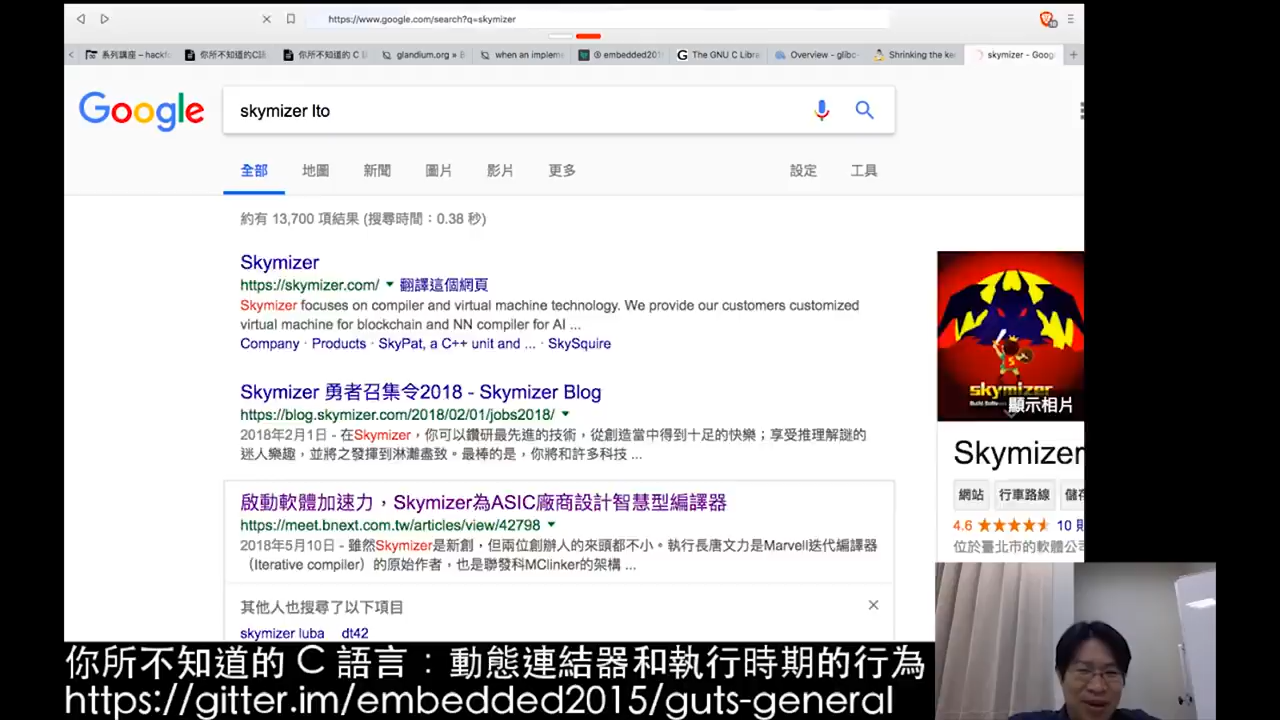 https://www.google.com/search?q=skymizer
系列講座 – hackfo
你所不知道的C語
你所不知道的 C
glandium.org » B
when an implem
embedded201
The GNU C Libra
Overview - glibc-
Shrinking the ke
skymizer - Goog
Google
skymizer lto
全部 地圖 新聞 圖片 影片 更多 設定 工具
約有 13,700 項結果 (搜尋時間：0.38 秒)
Skymizer
https://skymizer.com/ 翻譯這個網頁
Skymizer focuses on compiler and virtual machine technology. We provide our customers customized
virtual machine for blockchain and NN compiler for AI ...
Company · Products · SkyPat, a C++ unit and ... · SkySquire
Skymizer 勇者召集令2018 - Skymizer Blog
https://blog.skymizer.com/2018/02/01/jobs2018/
2018年2月1日 - 在Skymizer，你可以鑽研最先進的技術，從創造當中得到十足的快樂；享受推理解謎的
迷人樂趣，並將之發揮到淋灕盡致。最棒的是，你將和許多科技 ...
啟動軟體加速力，Skymizer為ASIC廠商設計智慧型編譯器
https://meet.bnext.com.tw/articles/view/42798
2018年5月10日 - 雖然Skymizer是新創，但兩位創辦人的來頭都不小。執行長唐文力是Marvell迭代編譯器
（Iterative compiler）的原始作者，也是聯發科MClinker的架構 ...
其他人也搜尋了以下項目
skymizer luba dt42
skymizer
顯示相片
Skymizer
網站 行車路線 儲存
4.6 10 則
位於臺北市的軟體公司
你所不知道的 C 語言：動態連結器和執行時期的行為
https://gitter.im/embedded2015/guts-general